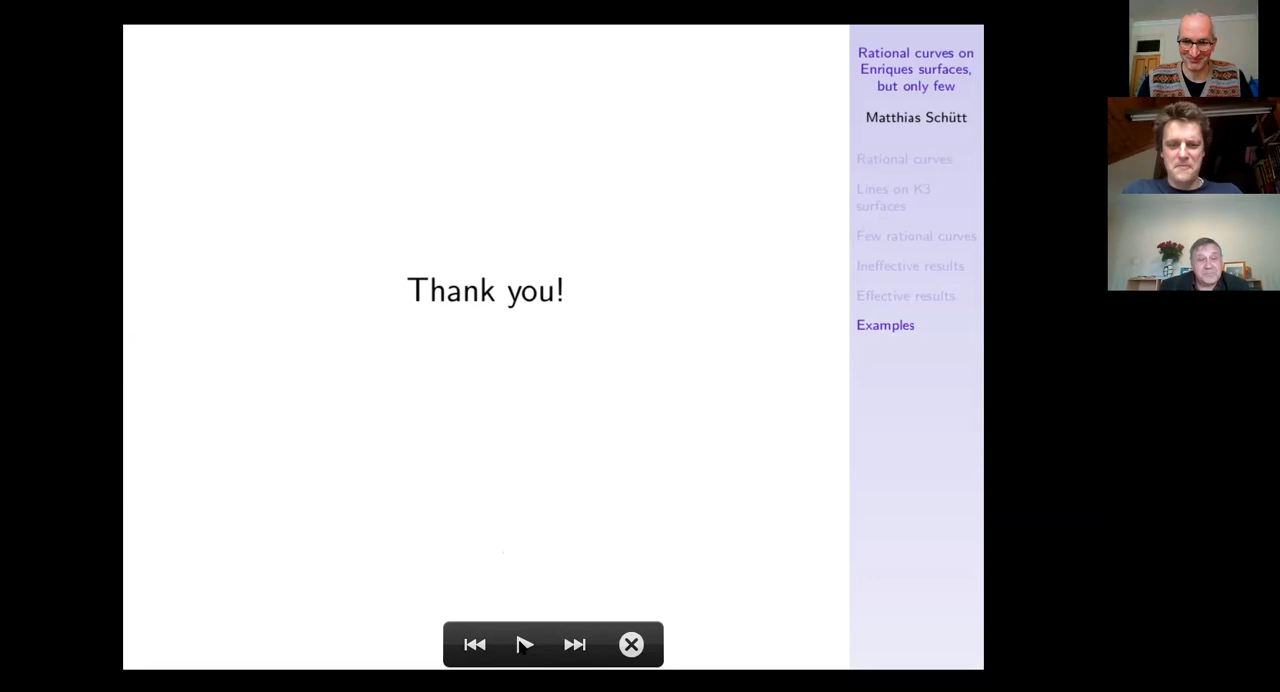 Thank you!
Rational curves on
Enriques surfaces,
but only few
Matthias Schütt
Rational curves
Lines on K3
surfaces
Few rational curves
Ineffective results
Effective results
Examples